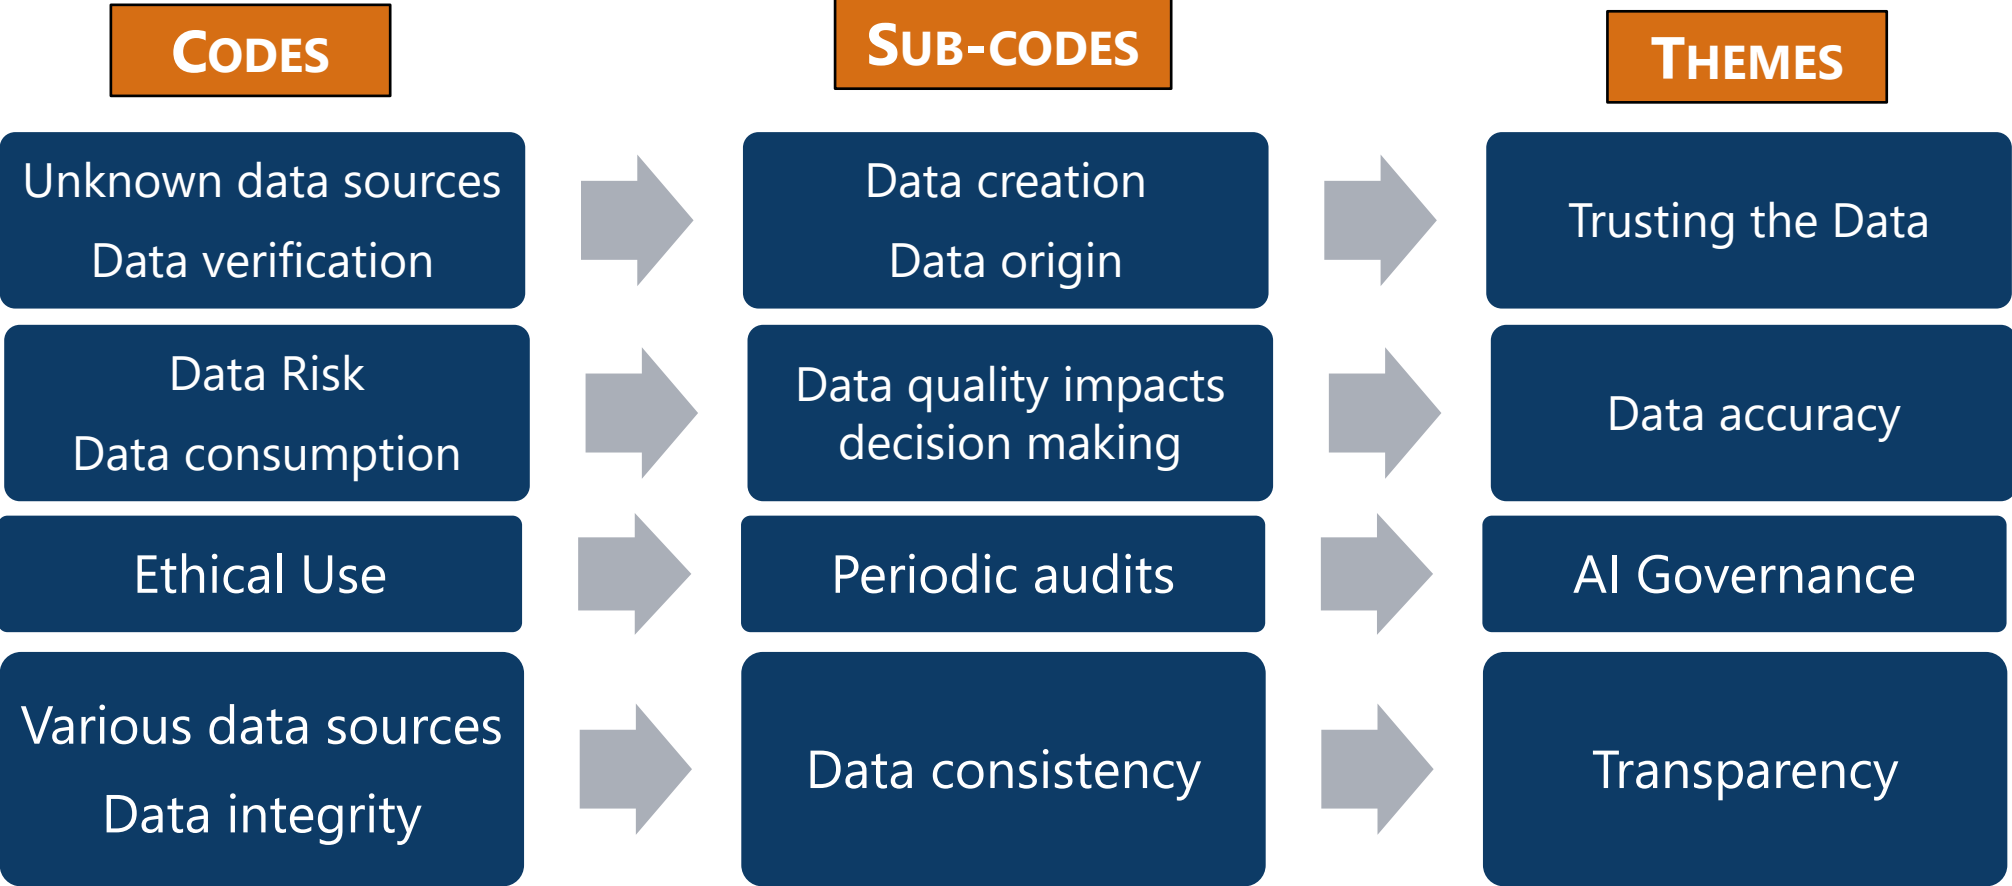 CODES
SUB-CODES
THEMES
Unknown data sources
Data verification
Data creation
Data origin
Trusting the Data
Data Risk
Data consumption
Data quality impacts
decision making
Data accuracy
Ethical Use
Periodic audits
AI Governance
Various data sources
Data integrity
Data consistency
Transparency